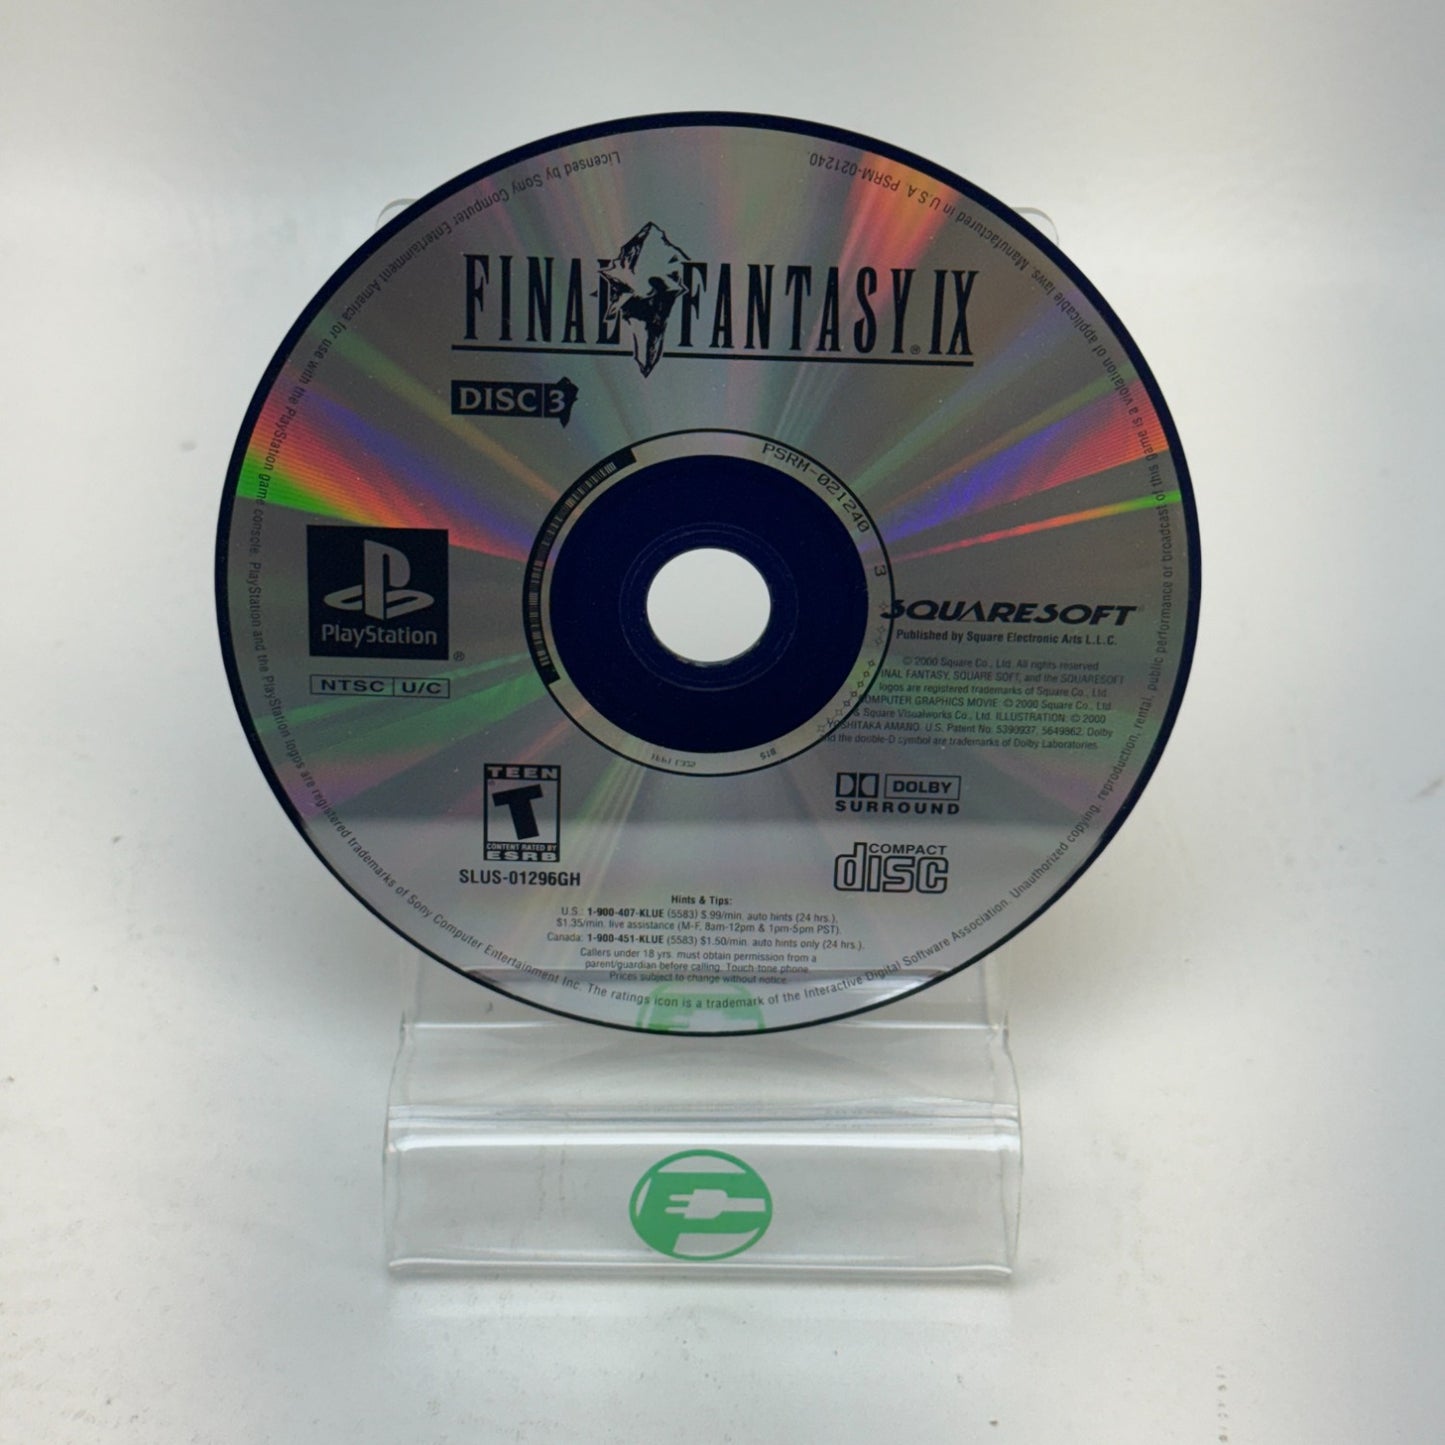 Licensed by Sony Computer Entertainment America for use with the PlayStation game console. PlayStation and the PlayStation logos are registered trademarks of Sony Computer Entertainment Inc. The ratings icon is a trademark of the Interactive Digital Software Association. Unauthorized copying, reproduction, rental, public performance or broadcast of this game is a violation of applicable laws. Manufactured in U.S.A. PSRM-021240.
FINAL FANTASY® IX
DISC 3
PSRM-021240 3
PlayStation®
NTSC U/C
SQUARESOFT®
Published by Square Electronic Arts L.L.C.
© 2000 Square Co., Ltd. All rights reserved
INAL FANTASY, SQUARE SOFT, and the SQUARESOFT
logos are registered trademarks of Square Co., Ltd.
OMPUTER GRAPHICS MOVIE: © 2000 Square Co., Ltd.
& Square Visualworks Co., Ltd. ILLUSTRATION: © 2000
YOSHITAKA AMANO. U.S. Patent No. 5390937, 5649862. Dolby
and the double-D symbol are trademarks of Dolby Laboratories.
TEEN
T
CONTENT RATED BY
ESRB
SLUS-01296GH
DOLBY
SURROUND
COMPACT
disc
Hints & Tips:
U.S.: 1-900-407-KLUE (5583) $.99/min. auto hints (24 hrs.),
$1.35/min. live assistance (M-F, 8am-12pm & 1pm-5pm PST).
Canada: 1-900-451-KLUE (5583) $1.50/min. auto hints only (24 hrs.).
Callers under 18 yrs. must obtain permission from a
parent/guardian before calling. Touch-tone phone.
Prices subject to change without notice.